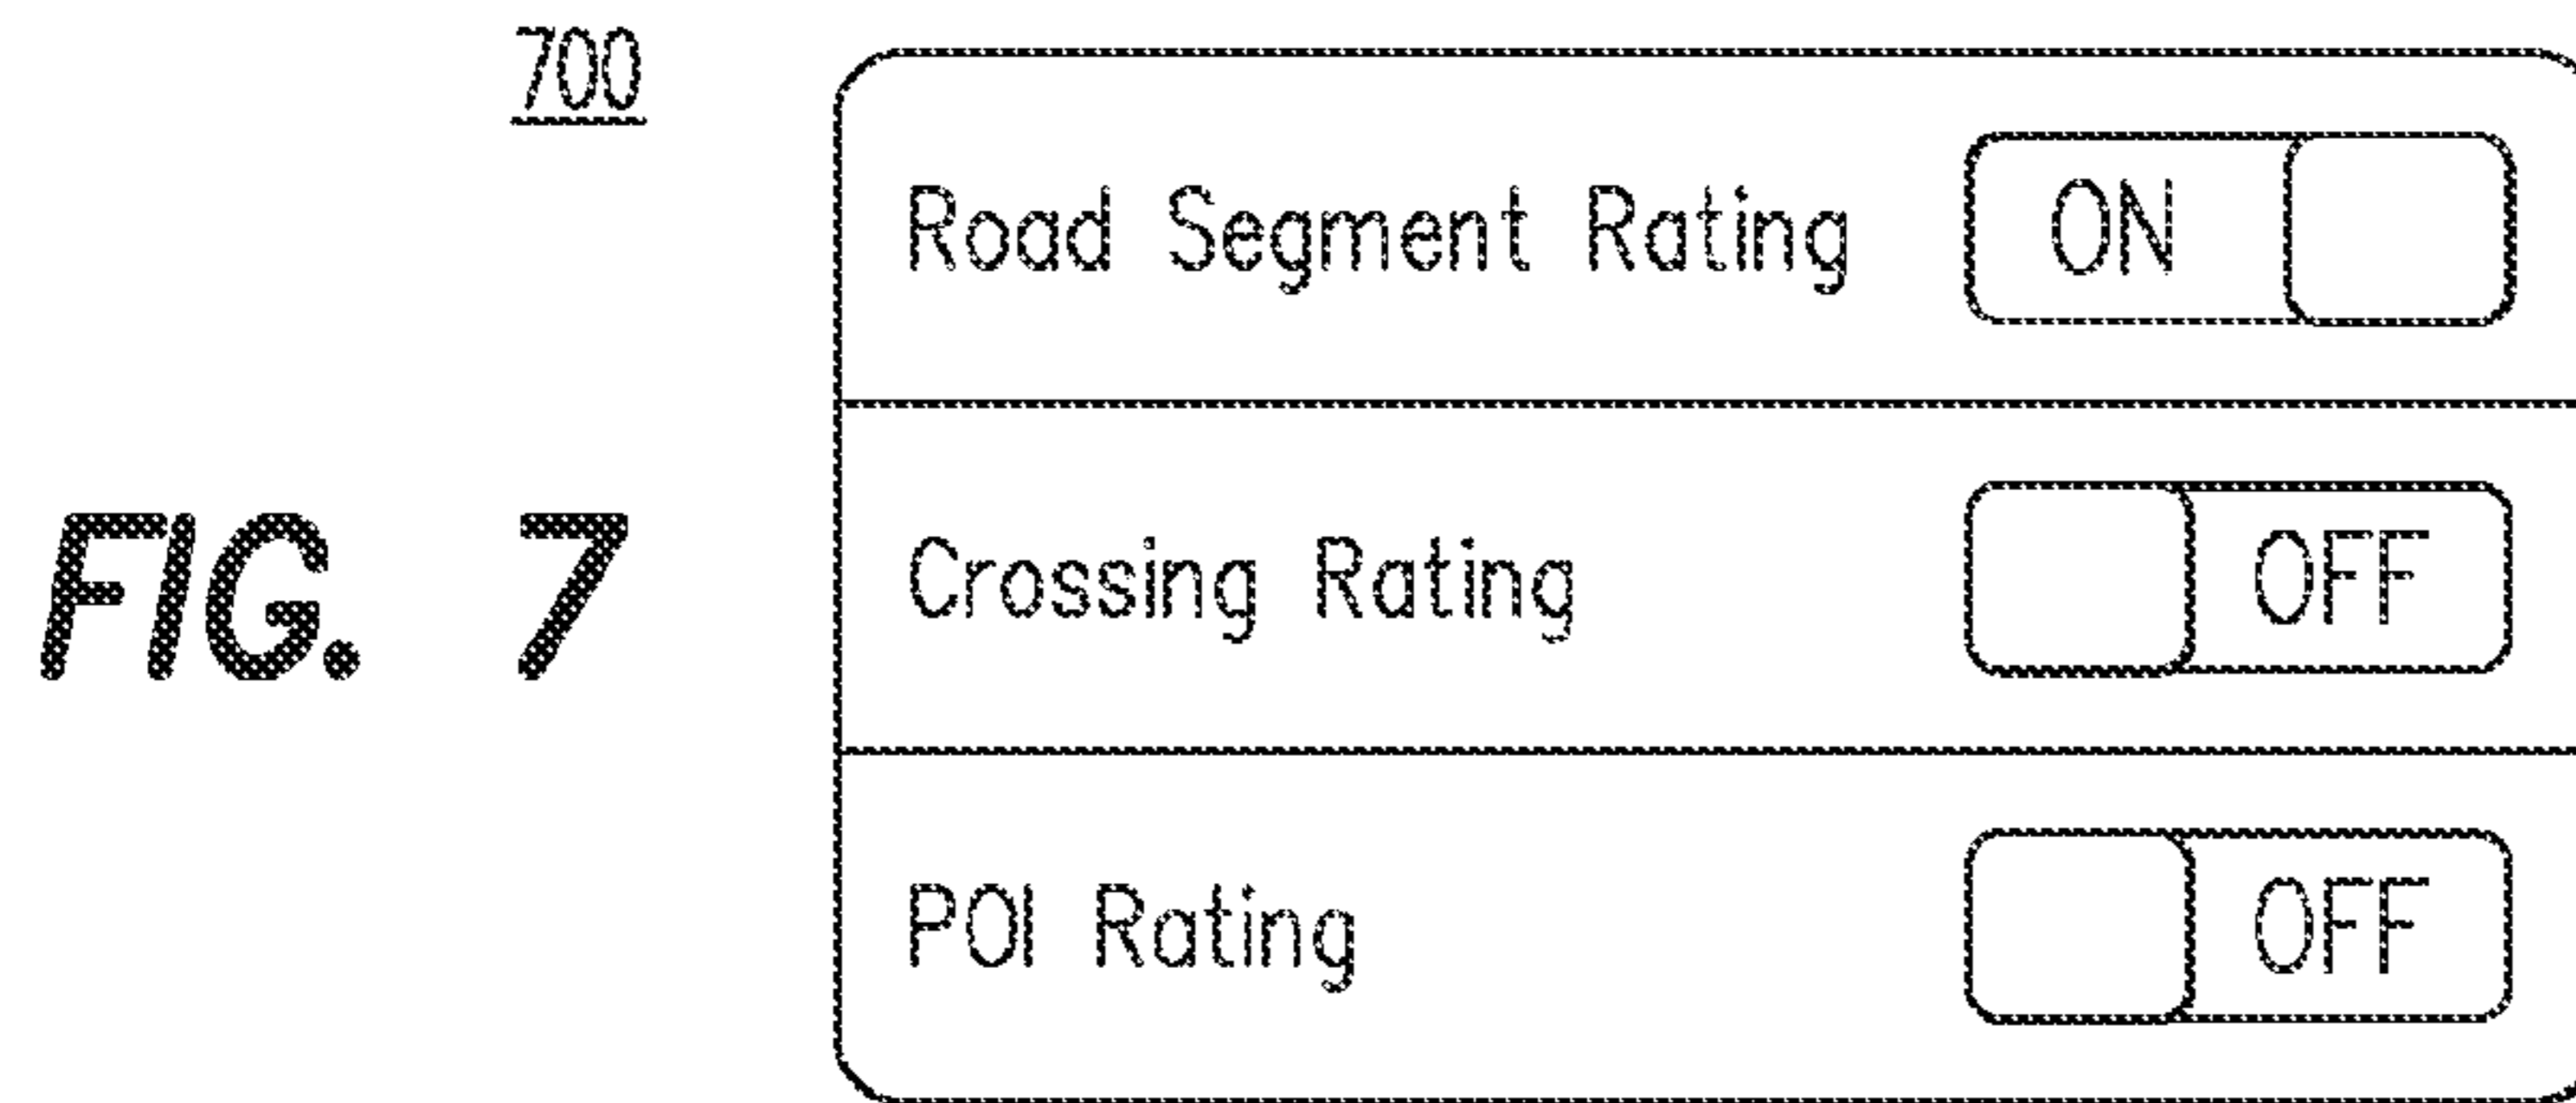 700
Road Segment Rating ON
FIG. 7
Crossing Rating OFF
POI Rating OFF